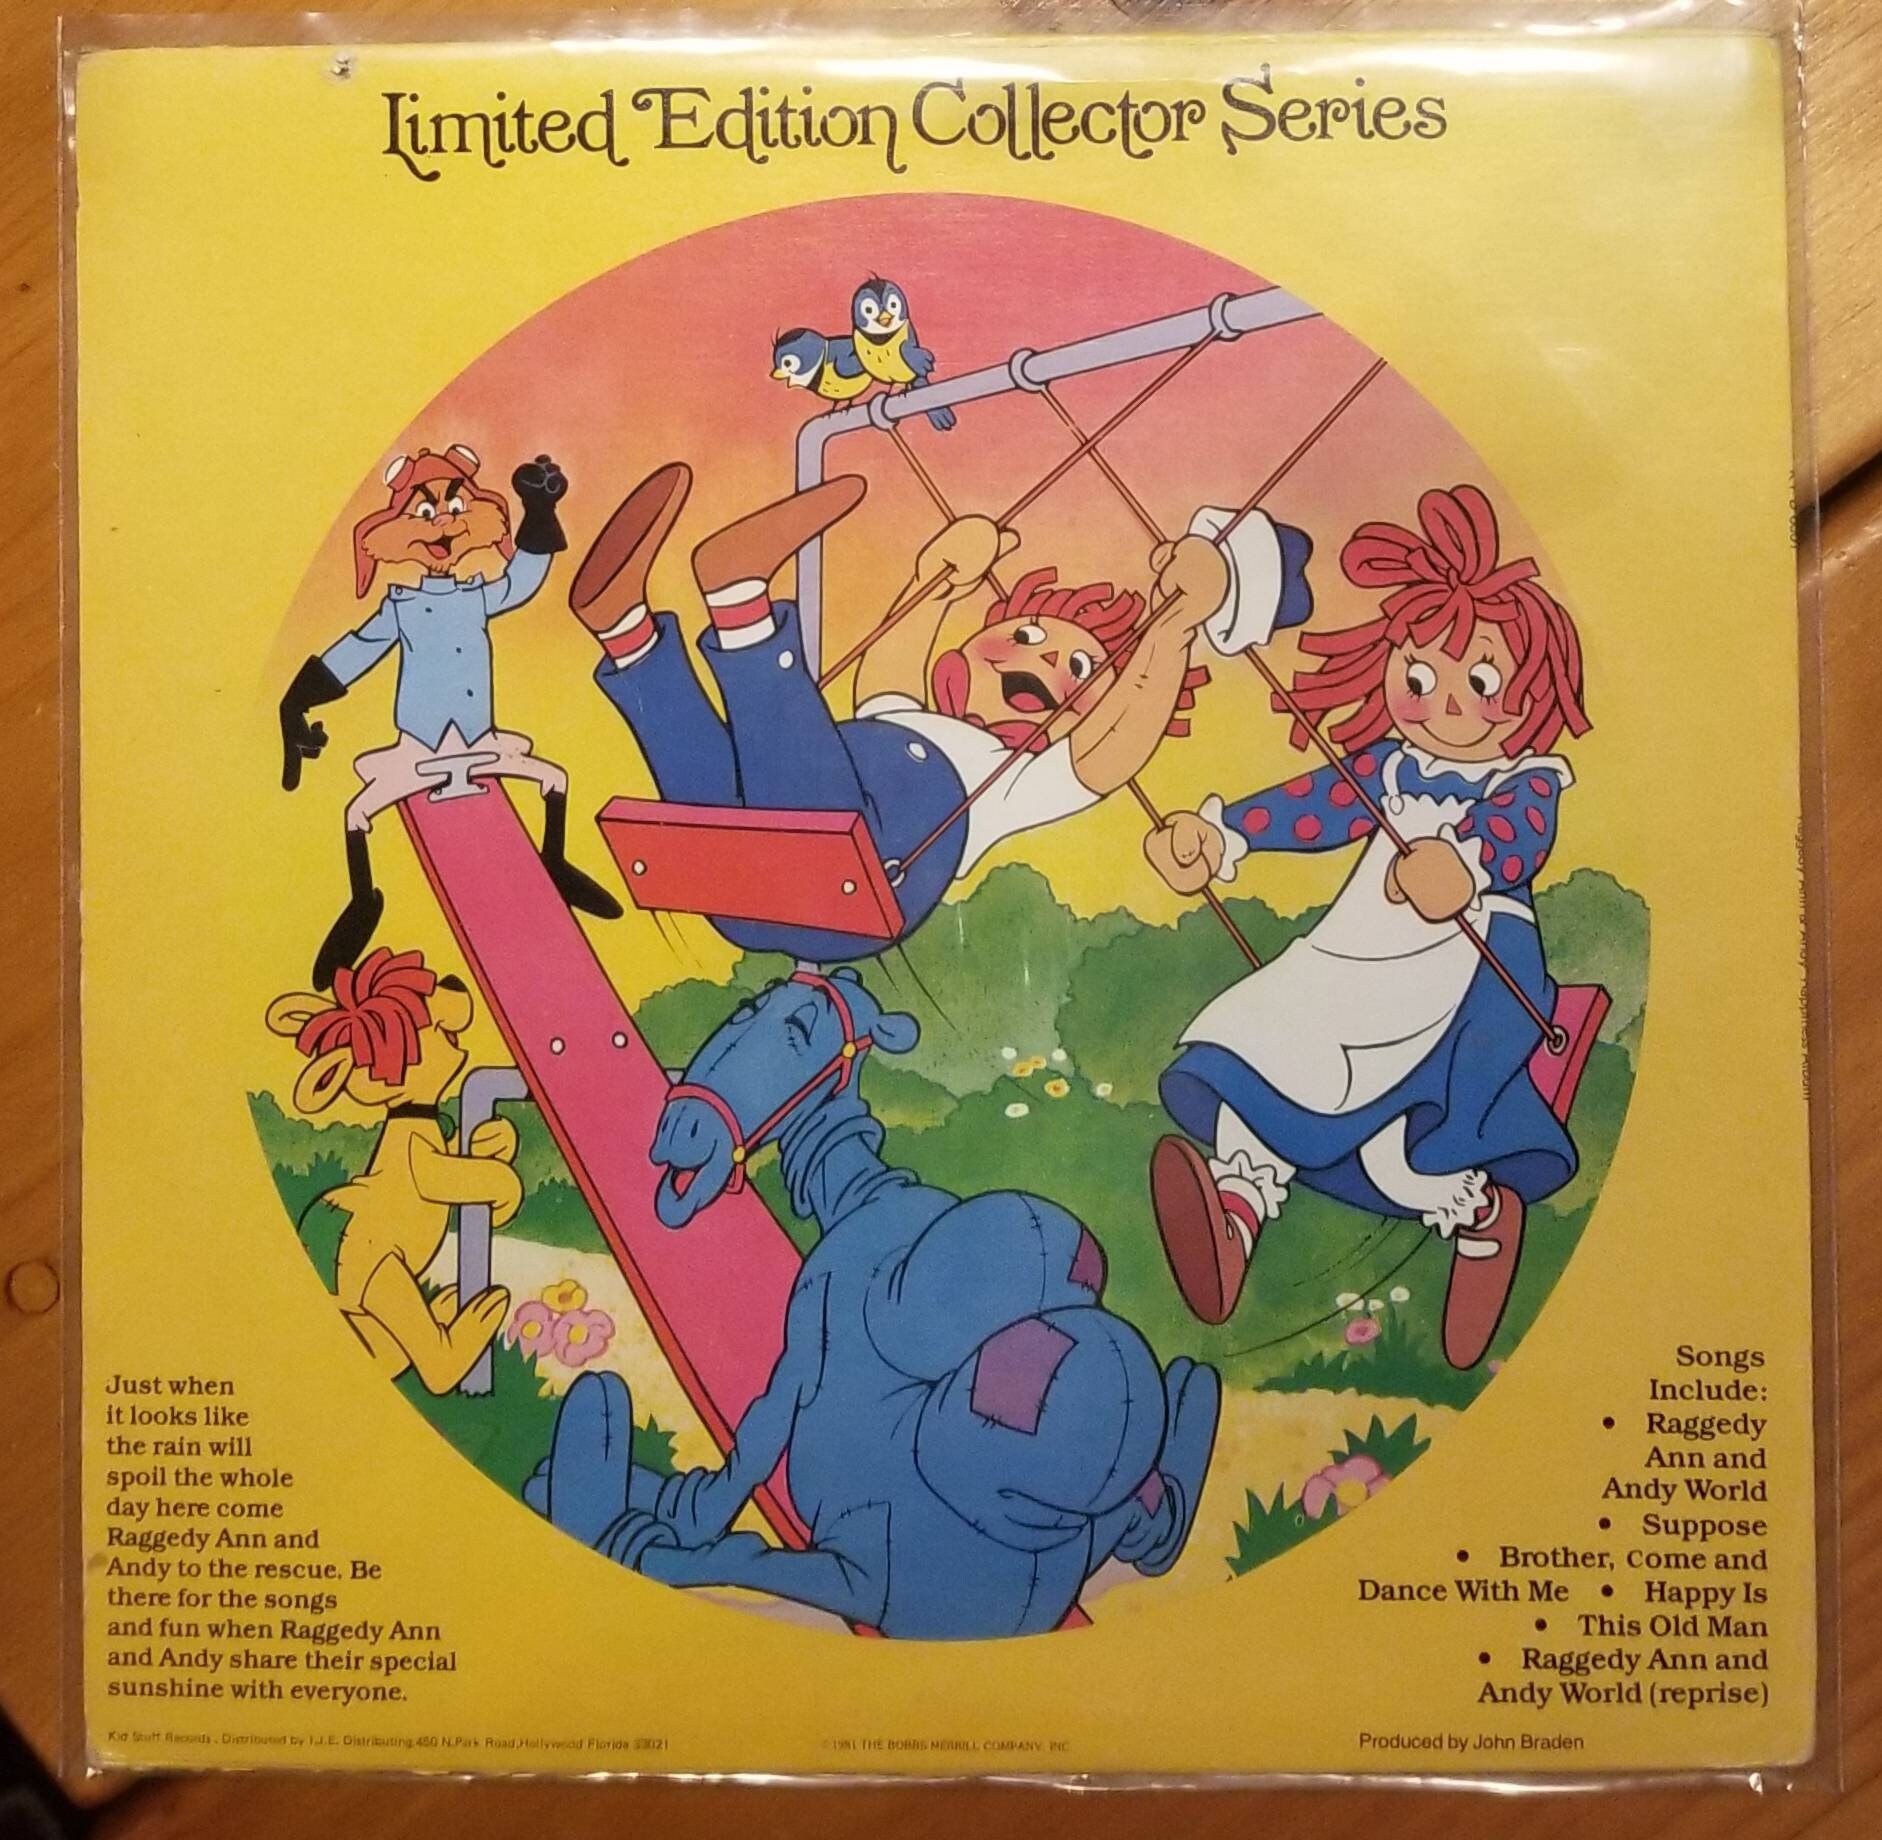 Limited Edition Collector Series
Just when
it looks like
the rain will
spoil the whole
day here come
Raggedy Ann and
Andy to the rescue. Be
there for the songs
and fun when Raggedy Ann
and Andy share their special
sunshine with everyone.
Songs
Include:
• Raggedy
Ann and
Andy World
• Suppose
• Brother, Come and
Dance With Me • Happy Is
• This Old Man
• Raggedy Ann and
Andy World (reprise)
Kid Stuff Records . Distributed by I.J.E. Distributing, 450 N.Park Road,Hollywood Florida 33021
© 1981 THE BOBBS MERRILL COMPANY, INC
Produced by John Braden